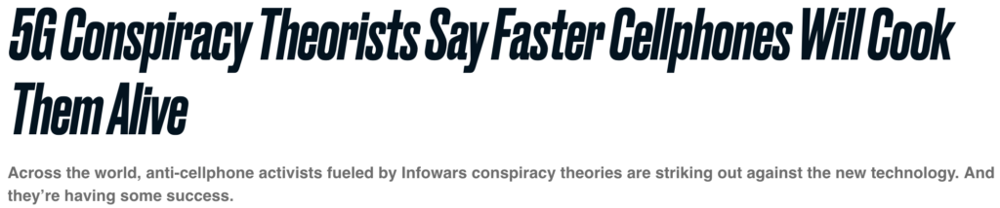 5G Conspiracy Theorists Say Faster Cellphones Will Cook
Them Alive
Across the world, anti-cellphone activists fueled by Infowars conspiracy theories are striking out against the new technology. And
they're having some success.